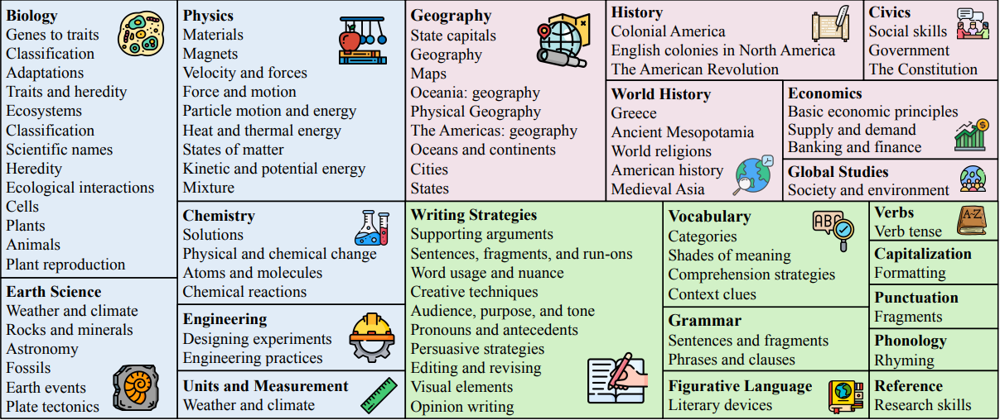 Biology
Genes to traits
Classification
Adaptations
Traits and heredity
Ecosystems
Classification
Scientific names
Heredity
Ecological interactions
Cells
Plants
Animals
Plant reproduction
Earth Science
Weather and climate
Rocks and minerals
Astronomy
Fossils
Earth events
Plate tectonics
Physics
Materials
Magnets
Velocity and forces
Force and motion
Particle motion and energy
Heat and thermal energy
States of matter
Kinetic and potential energy
Mixture
Chemistry
Solutions
Physical and chemical change
Atoms and molecules
Chemical reactions
Engineering
Designing experiments
Engineering practices
Units and Measurement
Weather and climate
Geography
State capitals
Geography
Maps
Oceania: geography
Physical Geography
The Americas: geography
Oceans and continents
Cities
States
History
Colonial America
English colonies in North America
The American Revolution
Civics
Social skills
Government
The Constitution
World History
Greece
Ancient Mesopotamia
World religions
American history
Medieval Asia
Economics
Basic economic principles
Supply and demand
Banking and finance
$
Global Studies
Society and environment
Writing Strategies
Supporting arguments
Sentences, fragments, and run-ons
Word usage and nuance
Creative techniques
Audience, purpose, and tone
Pronouns and antecedents
Persuasive strategies
Editing and revising
Visual elements
Opinion writing
Vocabulary
ABC
Categories
Shades of meaning
Comprehension strategies
Context clues
Grammar
Sentences and fragments
Phrases and clauses
Figurative Language
Literary devices
Verbs
A-Z
Verb tense
Capitalization
Formatting
Punctuation
Fragments
Phonology
Rhyming
Reference
Research skills